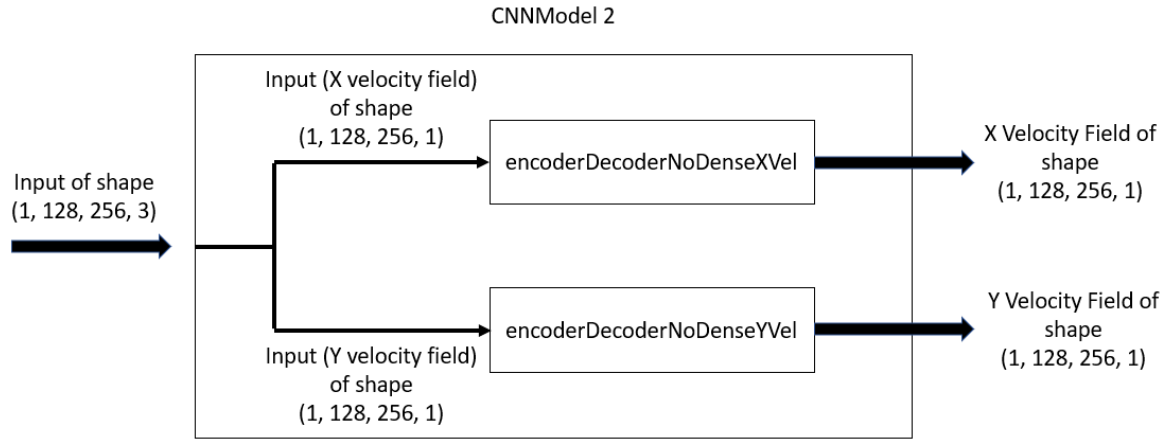 CNNModel 2
Input (X velocity field)
of shape
(1, 128, 256, 1)
encoderDecoderNoDenseXVel
X Velocity Field of
shape
(1, 128, 256, 1)
Input of shape
(1, 128, 256, 3)
encoderDecoderNoDenseYVel
Input (Y velocity field)
of shape
(1, 128, 256, 1)
Y Velocity Field of
shape
(1, 128, 256, 1)